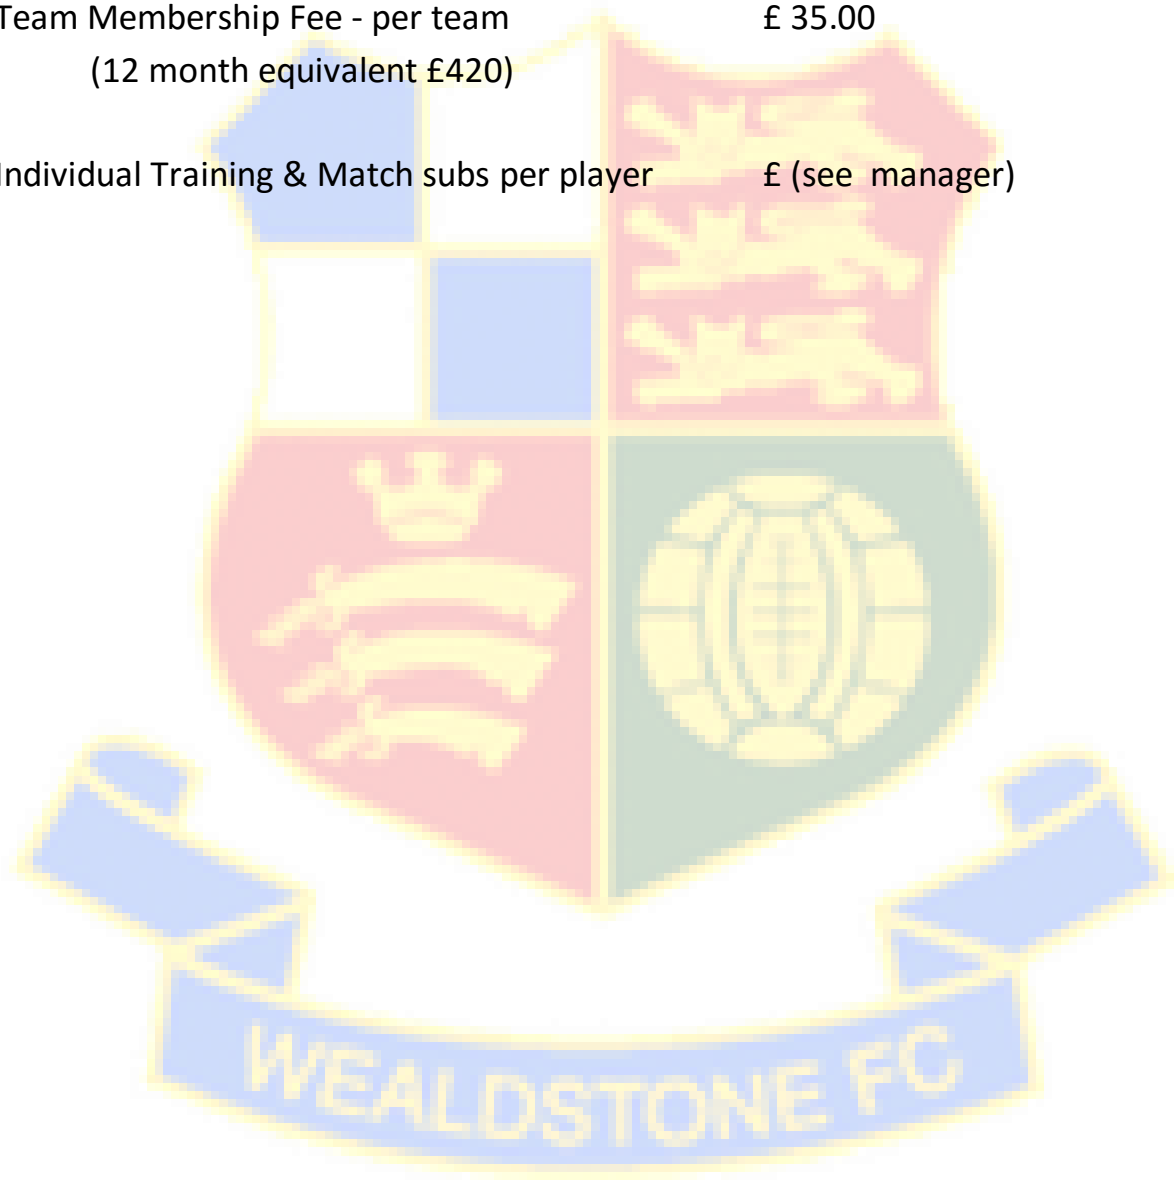 Team Membership Fee - per team £ 35.00
(12 month equivalent £420)
Individual Training & Match subs per player £ (see manager)
WEALDSTONE FC